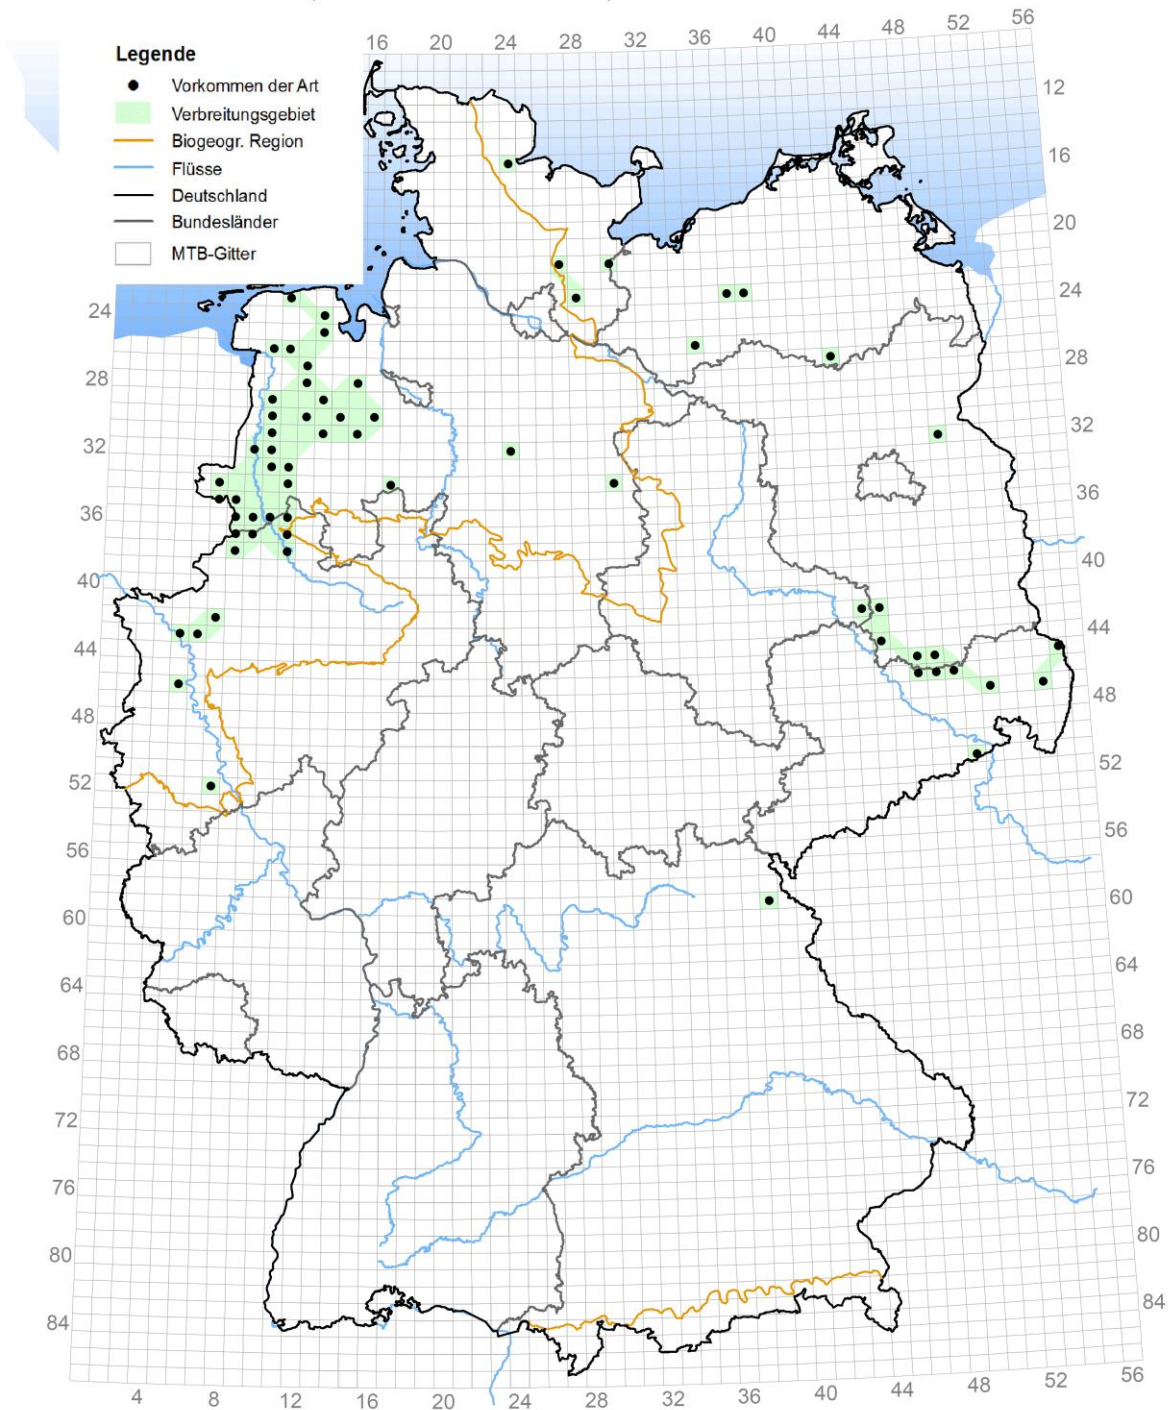 16 20 24 28 32 36 40 44 48 52 56
Legende
Vorkommen der Art
Verbreitungsgebiet
Biogeogr. Region
Flüsse
Deutschland
Bundesländer
MTB-Gitter
12
16
20
24 24
28 28
32 32
36 36
40 40
44 44
48 48
52 52
56 56
60 60
64 64
68 68
72 72
76 76
80 80
84 84
4 8 12 16 20 24 28 32 36 40 44 48 52 56